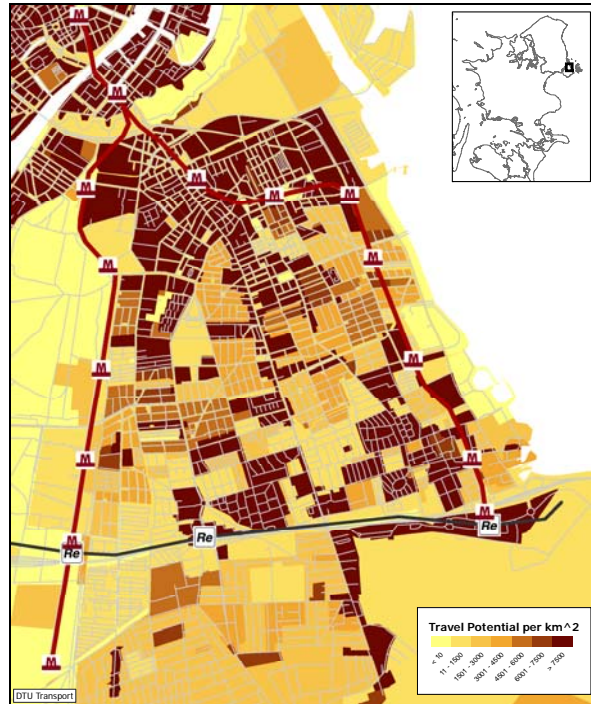 M
M
M
M
M
M
M
M
M
M
M
M
M
Re
M
Re
Re
M
Travel Potential per km^2
< 10
11 - 1500
1501 - 3000
3001 - 4500
4501 - 6000
6001 - 7500
> 7500
DTU Transport